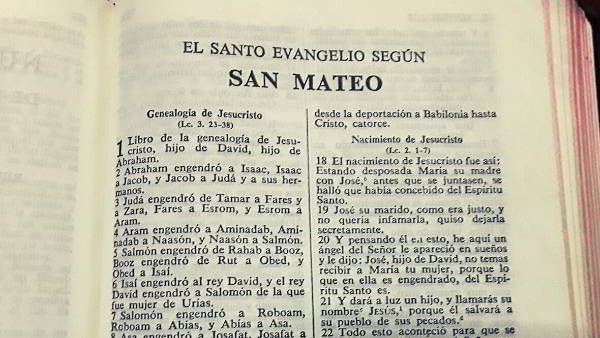 EL SANTO EVANGELIO SEGÚN
SAN MATEO
Genealogía de Jesucristo
(Lc. 3. 23-38)
1 Libro de la genealogía de Jesu-
cristo, hijo de David, hijo de
Abraham.
2 Abraham engendró a Isaac, Isaac
a Jacob, y Jacob a Judá y a sus her-
manos.
3 Judá engendró de Tamar a Fares y
a Zara, Fares a Esrom, y Esrom a
Aram.
4 Aram engendró a Aminadab, Ami-
nadab a Naasón, y Naasón a Salmón.
5 Salmón engendró de Rahab a Booz,
Booz engendró de Rut a Obed, y
Obed a Isaí.
6 Isaí engendró al rey David, y el rey
David engendró a Salomón de la que
fue mujer de Urías.
7 Salomón engendró a Roboam,
Roboam a Abías, y Abías a Asa.
8 Asa engendró a Josafat, Josafat a
desde la deportación a Babilonia hasta
Cristo, catorce.
Nacimiento de Jesucristo
(Lc. 2. 1-7)
18 El nacimiento de Jesucristo fue así:
Estando desposada María su madre
con José, antes que se juntasen, se
halló que había concebido del Espíritu
Santo.
19 José su marido, como era justo, y
no quería infamarla, quiso dejarla
secretamente.
20 Y pensando él en esto, he aquí un
ángel del Señor le apareció en sueños
y le dijo: José, hijo de David, no temas
recibir a María tu mujer, porque lo
que en ella es engendrado, del Espí-
ritu Santo es.
21 Y dará a luz un hijo, y llamarás su
nombre JESÚS, porque él salvará a
su pueblo de sus pecados.
22 Todo esto aconteció para que se